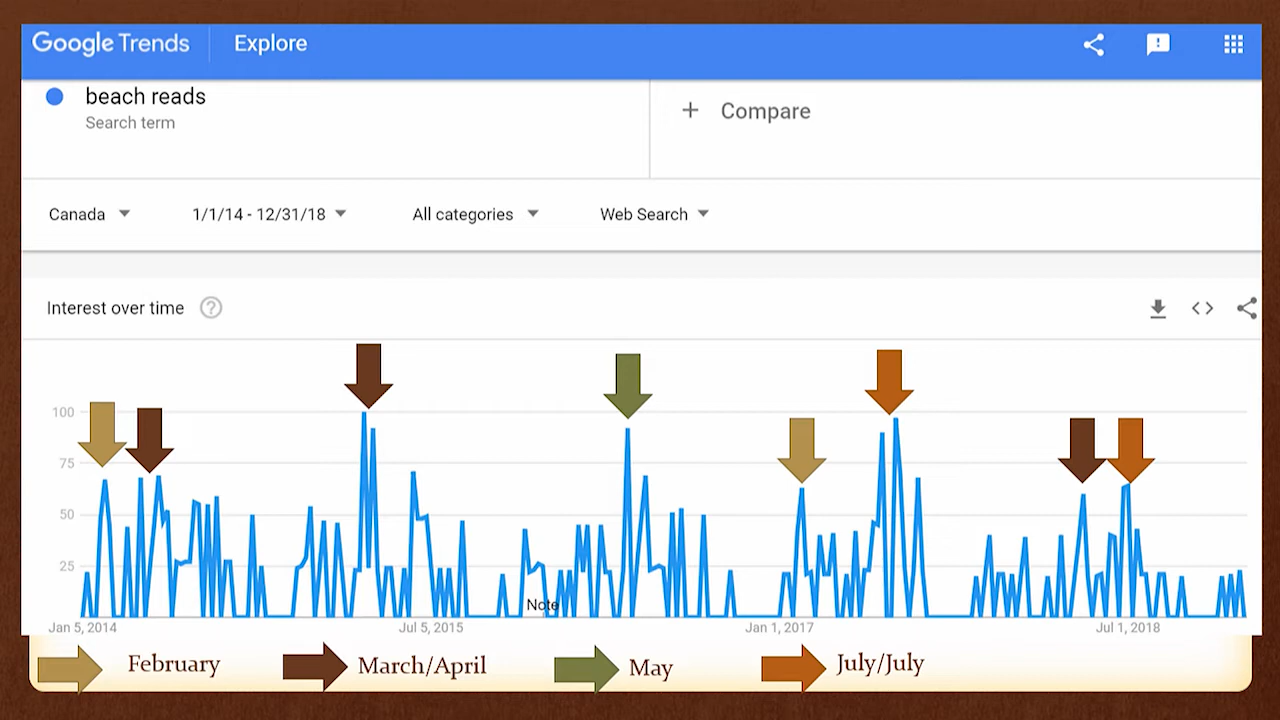 Google Trends Explore
beach reads
Search term
+ Compare
Canada 1/1/14 - 12/31/18 All categories Web Search
Interest over time ?
100
75
50
25
Note
Jan 5, 2014 Jul 5, 2015 Jan 1, 2017 Jul 1, 2018
February March/April May July/July